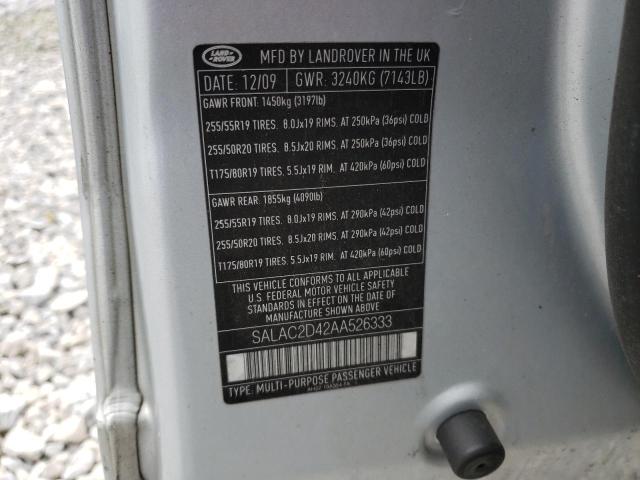 LAND-ROVER
MFD BY LANDROVER IN THE UK
DATE: 12/09 GWR: 3240KG (7143LB)
GAWR FRONT: 1450kg (3197lb)
255/55R19 TIRES. 8.0Jx19 RIMS. AT 250kPa (36psi) COLD
255/50R20 TIRES. 8.5Jx20 RIMS. AT 250kPa (36psi) COLD
T175/80R19 TIRES. 5.5Jx19 RIM. AT 420kPa (60psi) COLD
GAWR REAR: 1855kg (4090lb)
255/55R19 TIRES. 8.0Jx19 RIMS. AT 290kPa (42psi) COLD
255/50R20 TIRES. 8.5Jx20 RIMS. AT 290kPa (42psi) COLD
T175/80R19 TIRES. 5.5Jx19 RIM. AT 420kPa (60psi) COLD
THIS VEHICLE CONFORMS TO ALL APPLICABLE
U.S. FEDERAL MOTOR VEHICLE SAFETY
STANDARDS IN EFFECT ON THE DATE OF
MANUFACTURE SHOWN ABOVE
SALAC2D42AA526333
TYPE: MULTI-PURPOSE PASSENGER VEHICLE